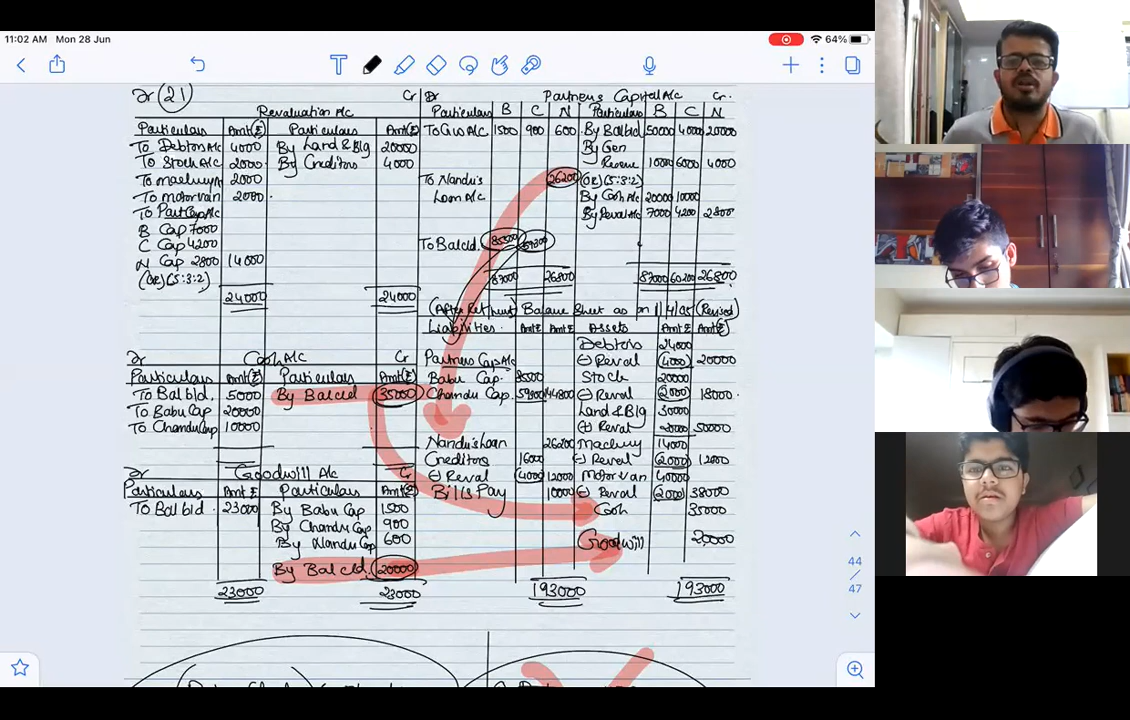 11:02 AM Mon 28 Jun
64%
(21)
Dr Cr
Revaluation A/c
Particulars Amt(₹) Particulars Amt(₹)
To Debtors A/c 4000 By Land & Blg 20000
To Stock A/c 2000 By Creditors 4000
2000
To motor van 2000
To Part Cap A/c
B Cap 7000
C Cap 4200
N Cap 2800 14000
(OR)(5:3:2)
24000 24000
Dr Partners Capital A/c Cr.
Particulars B C N Particulars B C N
1500 900 600 By Bal b/d 50000 20000
By Gen
Reserve 10000 6000 4000
To Nandu's 26200 (OR)(5:3:2)
Loan A/c By Cash A/c 20000 10000
By Reval A/c 7000 4200 2800
To Bal c/d. 85500 59300
87000 26800 87000 60200 26800
Dr Cash A/c Cr
Particulars Amt(₹) Particulars Amt(₹)
To Bal b/d. 5000 By Bal c/d 35000
To Babu Cap 20000
To Chandu Cap 10000
Dr Goodwill A/c Cr
Particulars Amt ₹ Particulars Amt(₹)
To Bal b/d 23000 By Babu Cap 1500
By Chandu Cap 900
By Nandu Cap 600
By Bal c/d 20000
23000 23000
Balance Sheet as on 1/4/05 (Revised)
Liabilities Amt ₹ Amt ₹ Assets Amt ₹ Amt(₹)
Debtors 24000
Partners Cap A/c (-) Reval (4000) 20000
Babu Cap. 85500 Stock 20000
Chandu Cap. 59300 144800 (-) Reval (2000) 18000
Land & Blg 30000
(+) Reval 50000
Nandu's Loan 26200 14000
Creditors 16000 (-) Reval (2000) 12000
(-) Reval (4000) 12000 Motor van 40000
Bills Pay 10000 (-) Reval (2000) 38000
Cash 35000
Goodwill 20000
193000 193000
44
/
47